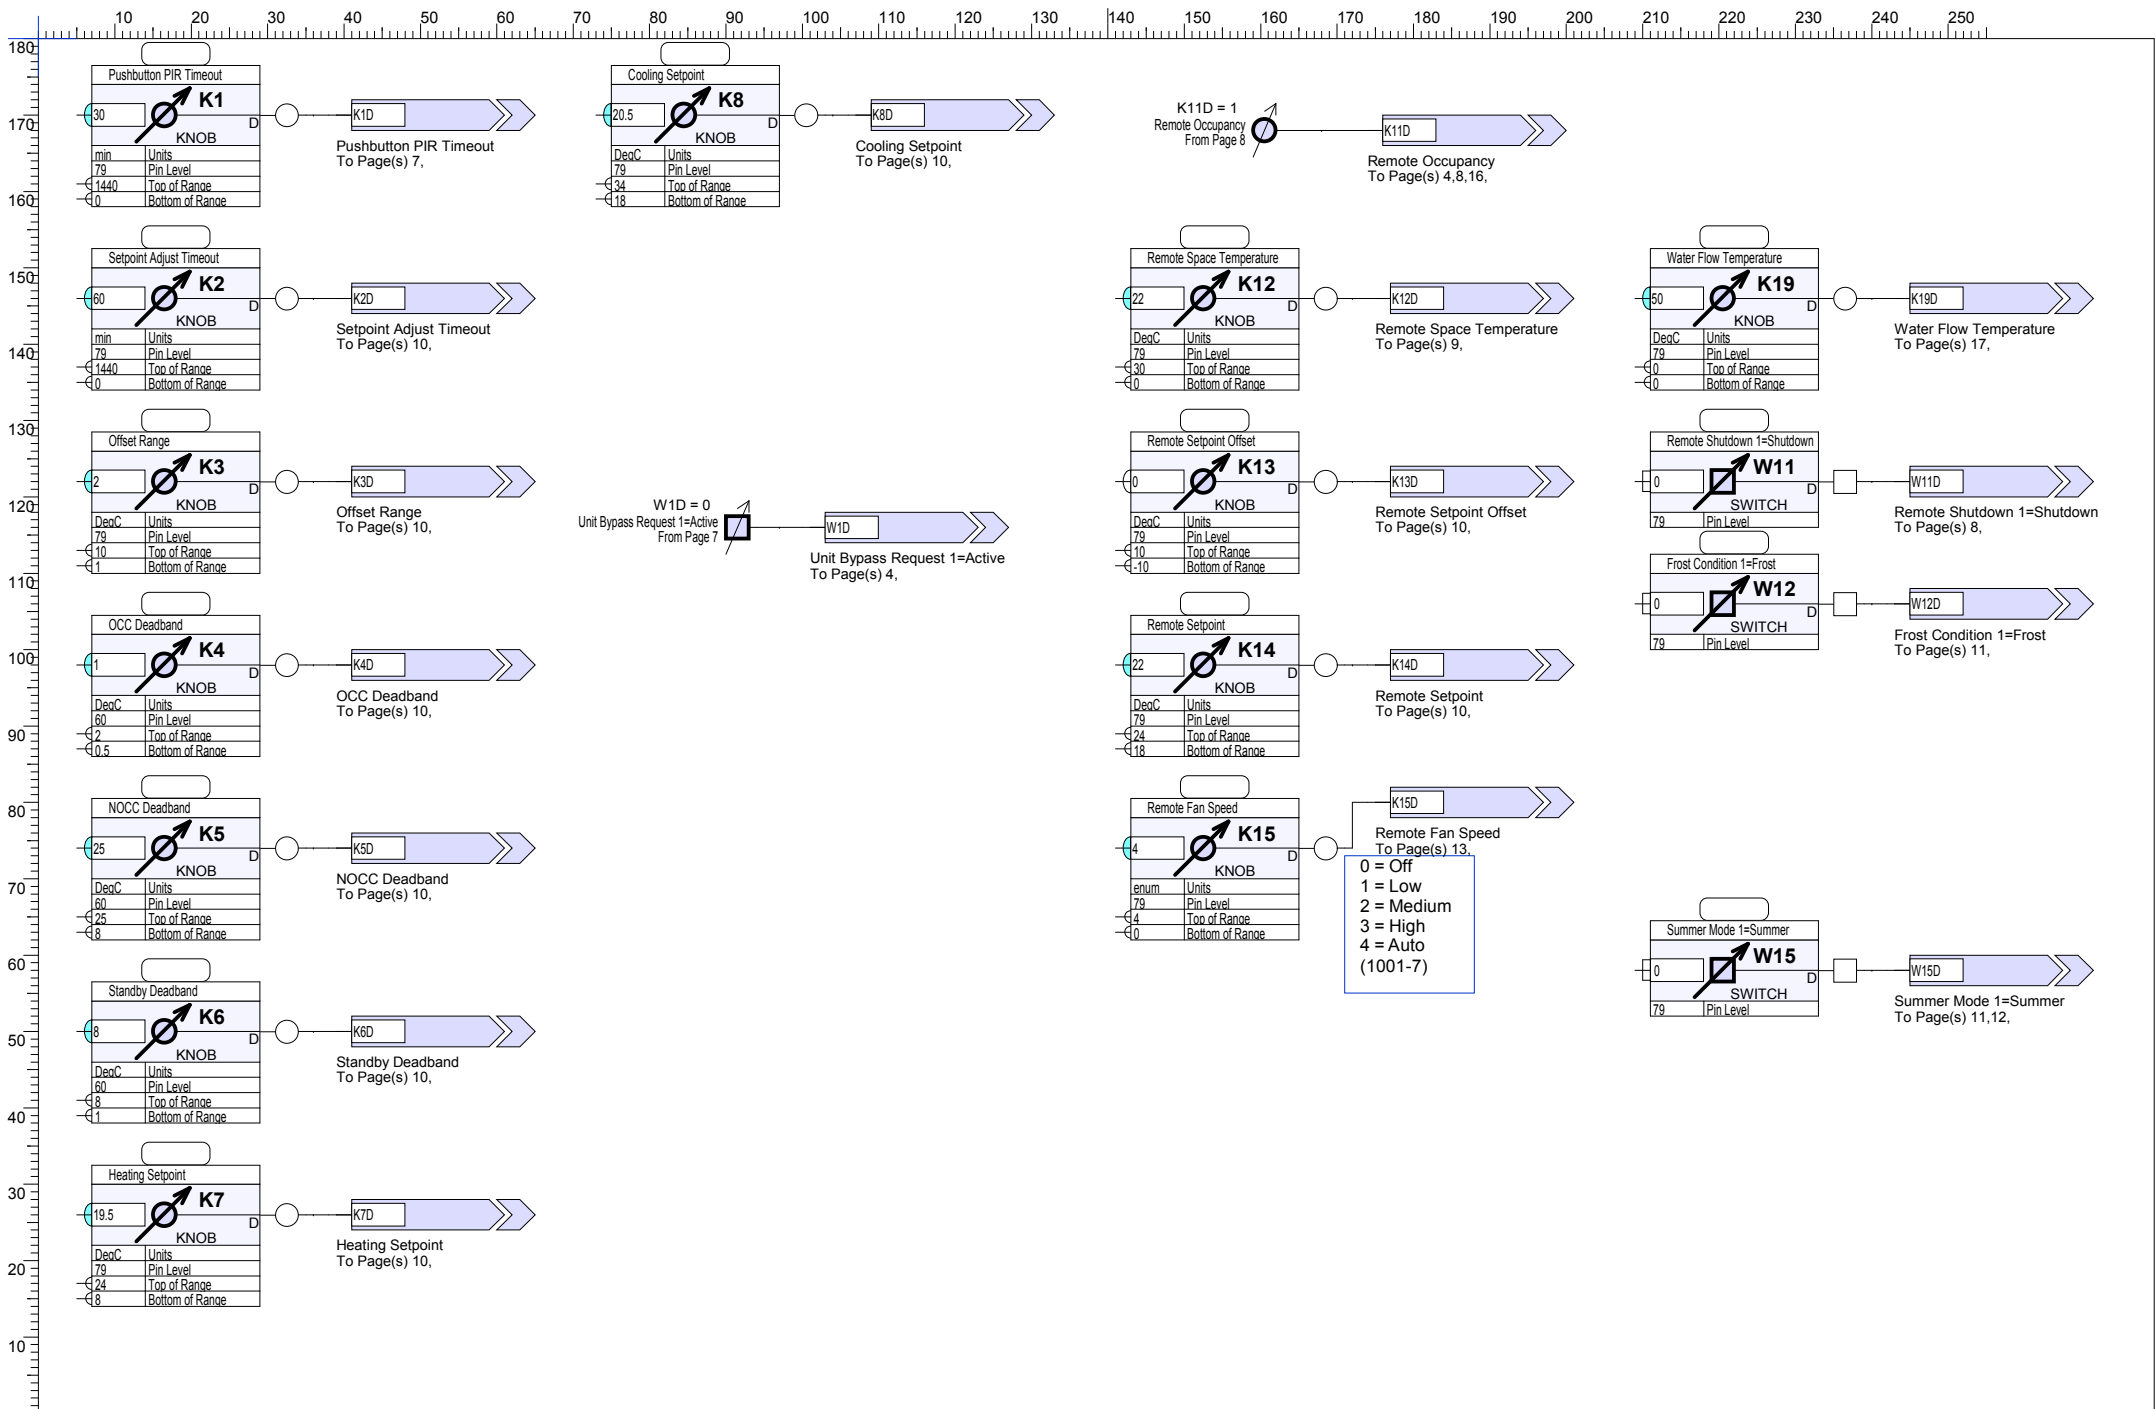 10 20 30 40 50 60 70 80 90 100 110 120 130 140 150 160 170 180 190 200 210 220 230 240 250
180
170
160
150
140
130
120
110
100
90
80
70
60
50
40
30
20
10
Pushbutton PIR Timeout
30
K1
D
KNOB
min Units
79 Pin Level
1440 Top of Range
0 Bottom of Range
K1D
Pushbutton PIR Timeout
To Page(s) 7,
Setpoint Adjust Timeout
60
K2
D
KNOB
min Units
79 Pin Level
1440 Top of Range
0 Bottom of Range
K2D
Setpoint Adjust Timeout
To Page(s) 10,
Offset Range
2
K3
D
KNOB
DegC Units
79 Pin Level
10 Top of Range
1 Bottom of Range
K3D
Offset Range
To Page(s) 10,
OCC Deadband
1
K4
D
KNOB
DegC Units
60 Pin Level
2 Top of Range
0.5 Bottom of Range
K4D
OCC Deadband
To Page(s) 10,
NOCC Deadband
25
K5
D
KNOB
DegC Units
60 Pin Level
25 Top of Range
8 Bottom of Range
K5D
NOCC Deadband
To Page(s) 10,
Standby Deadband
8
K6
D
KNOB
DegC Units
60 Pin Level
8 Top of Range
1 Bottom of Range
K6D
Standby Deadband
To Page(s) 10,
Heating Setpoint
19.5
K7
D
KNOB
DegC Units
79 Pin Level
24 Top of Range
8 Bottom of Range
K7D
Heating Setpoint
To Page(s) 10,
Cooling Setpoint
20.5
K8
D
KNOB
DegC Units
79 Pin Level
34 Top of Range
18 Bottom of Range
K8D
Cooling Setpoint
To Page(s) 10,
W1D = 0
Unit Bypass Request 1=Active
From Page 7
W1D
Unit Bypass Request 1=Active
To Page(s) 4,
K11D = 1
Remote Occupancy
From Page 8
K11D
Remote Occupancy
To Page(s) 4,8,16,
Remote Space Temperature
22
K12
D
KNOB
DegC Units
79 Pin Level
30 Top of Range
0 Bottom of Range
K12D
Remote Space Temperature
To Page(s) 9,
Remote Setpoint Offset
0
K13
D
KNOB
DegC Units
79 Pin Level
10 Top of Range
-10 Bottom of Range
K13D
Remote Setpoint Offset
To Page(s) 10,
Remote Setpoint
22
K14
D
KNOB
DegC Units
79 Pin Level
24 Top of Range
18 Bottom of Range
K14D
Remote Setpoint
To Page(s) 10,
Remote Fan Speed
4
K15
D
KNOB
enum Units
79 Pin Level
4 Top of Range
0 Bottom of Range
K15D
Remote Fan Speed
To Page(s) 13,
0 = Off
1 = Low
2 = Medium
3 = High
4 = Auto
(1001-7)
Water Flow Temperature
50
K19
D
KNOB
DegC Units
79 Pin Level
0 Top of Range
0 Bottom of Range
K19D
Water Flow Temperature
To Page(s) 17,
Remote Shutdown 1=Shutdown
0
W11
D
SWITCH
79 Pin Level
W11D
Remote Shutdown 1=Shutdown
To Page(s) 8,
Frost Condition 1=Frost
0
W12
D
SWITCH
79 Pin Level
W12D
Frost Condition 1=Frost
To Page(s) 11,
Summer Mode 1=Summer
0
W15
D
SWITCH
79 Pin Level
W15D
Summer Mode 1=Summer
To Page(s) 11,12,